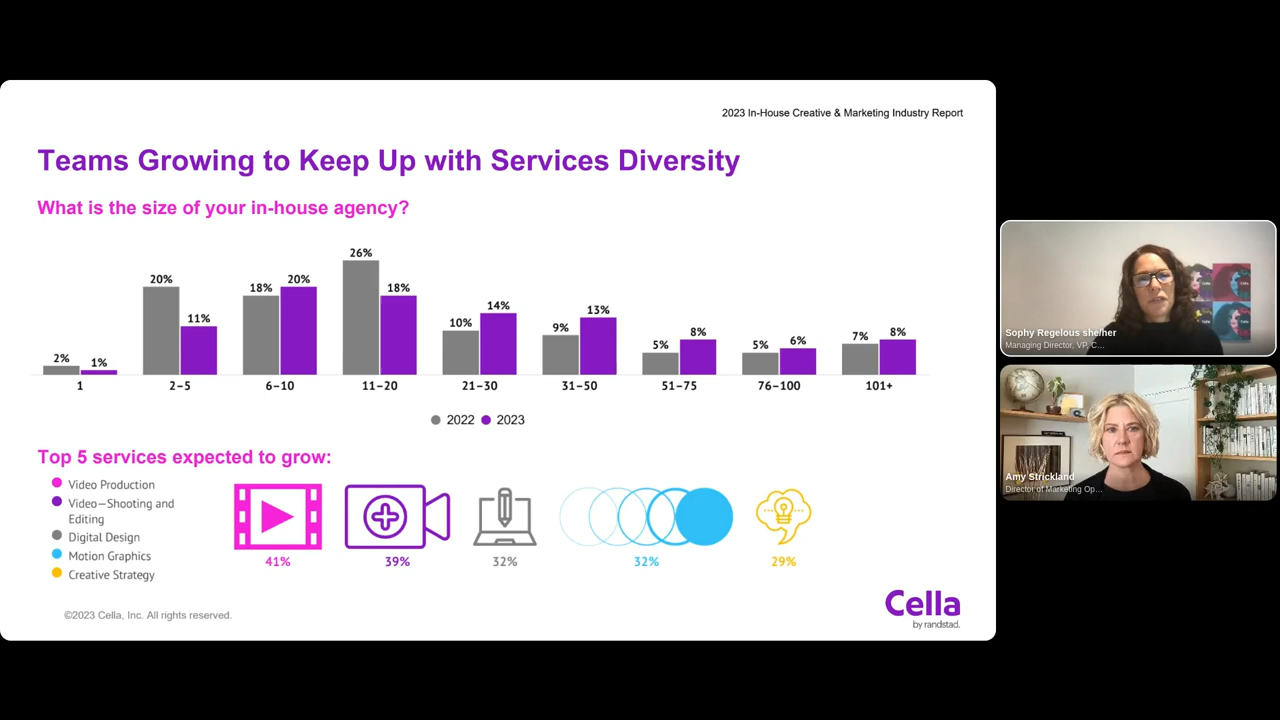 2023 In-House Creative & Marketing Industry Report
Teams Growing to Keep Up with Services Diversity
What is the size of your in-house agency?
2% 1% 20% 11% 18% 20% 26% 18% 10% 14% 9% 13% 5% 8% 5% 6% 7% 8%
1 2–5 6–10 11–20 21–30 31–50 51–75 76–100 101+
2022 2023
Top 5 services expected to grow:
Video Production
Video—Shooting and
Editing
Digital Design
Motion Graphics
Creative Strategy
41% 39% 32% 32% 29%
©2023 Cella, Inc. All rights reserved.
Cella
by randstad.
Sophy Regelous she/her
Managing Director, VP, C...
Amy Strickland
Director of Marketing Op...